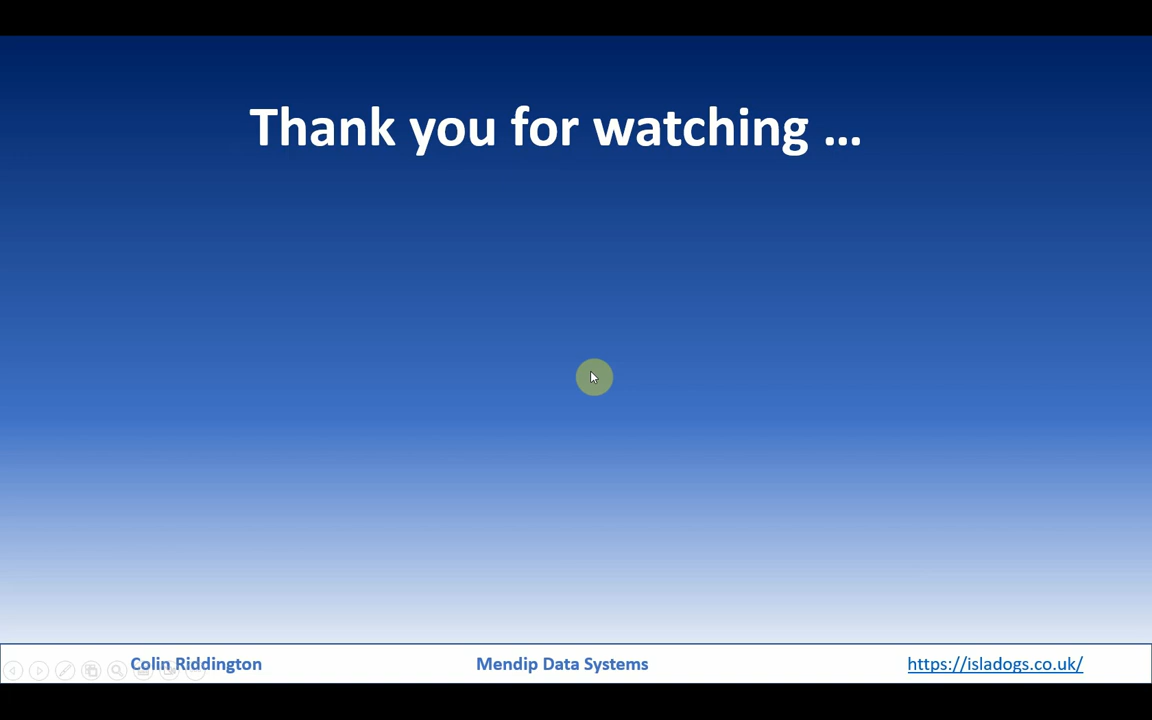 Thank you for watching ...
Colin Riddington
Mendip Data Systems
https://isladogs.co.uk/